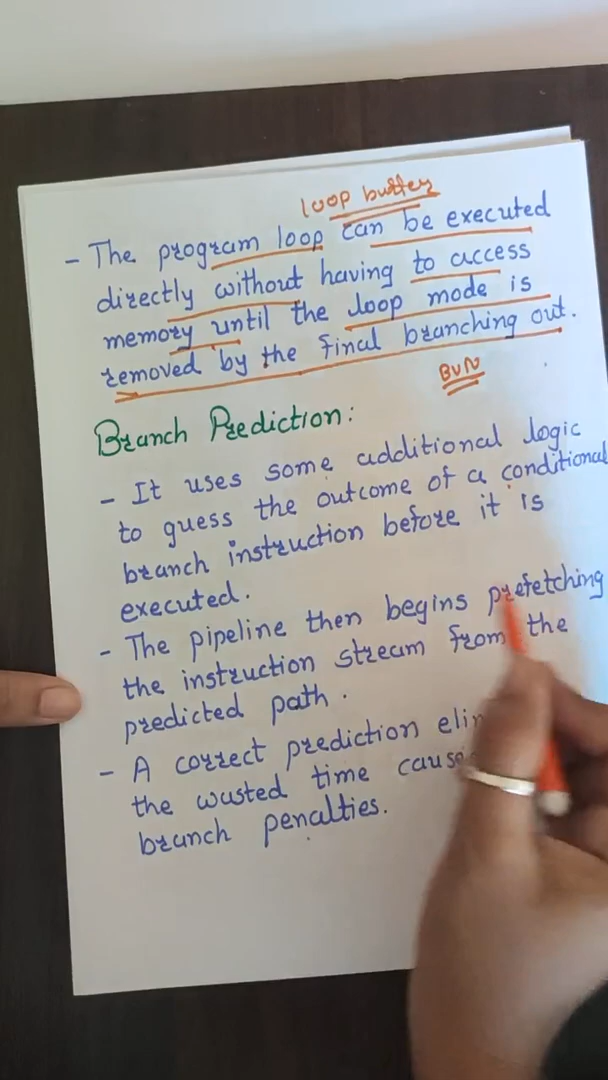 loop buffer
- The program loop can be executed
directly without having to access
memory until the loop mode is
removed by the final branching out.
BUN
Branch Prediction:
- It uses some additional logic
to guess the outcome of a conditional
branch instruction before it is
executed.
- The pipeline then begins prefetching
the instruction stream from the
predicted path.
- A correct prediction
the wasted time
branch penalties.